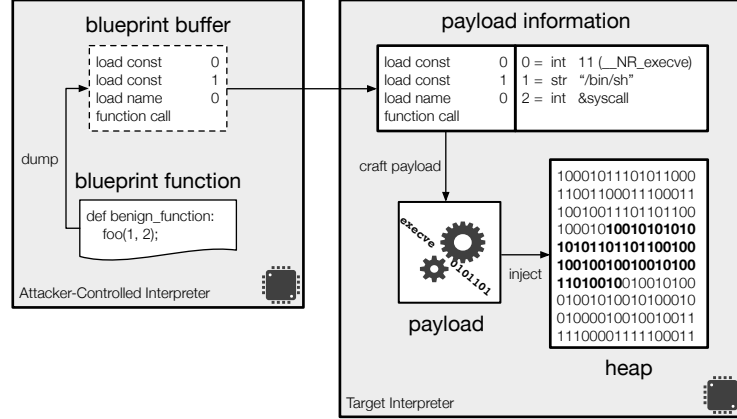 blueprint buffer
load const 0
load const 1
load name 0
function call
dump
blueprint function
def benign_function:
foo(1, 2);
Attacker-Controlled Interpreter
payload information
load const 0
load const 1
load name 0
function call
0 = int 11 (__NR_execve)
1 = str “/bin/sh”
2 = int &syscall
craft payload
execve
0101101
payload
inject
10001011101011000
11001100011100011
10010011101101100
10001010010101010
10101101101100100
10010010010010100
11010010010010100
01001010010100010
01000010010010011
11100001111100011
heap
Target Interpreter